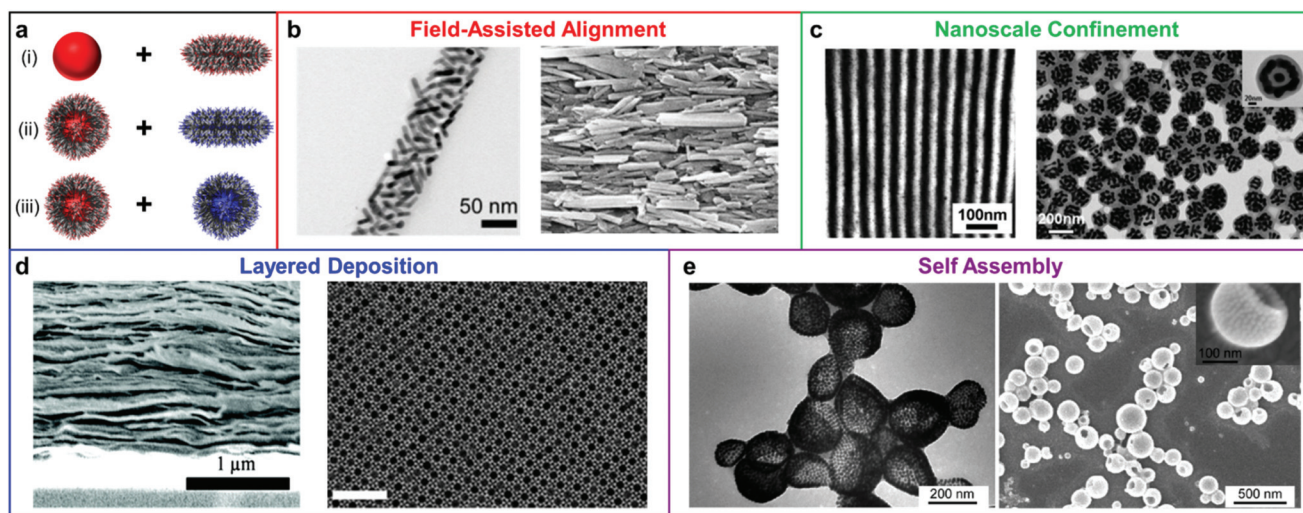 a
(i) +
(ii) +
(iii) +
b Field-Assisted Alignment
50 nm
c Nanoscale Confinement
100nm
200nm
20nm
d Layered Deposition
1 µm
e Self Assembly
200 nm
100 nm
500 nm